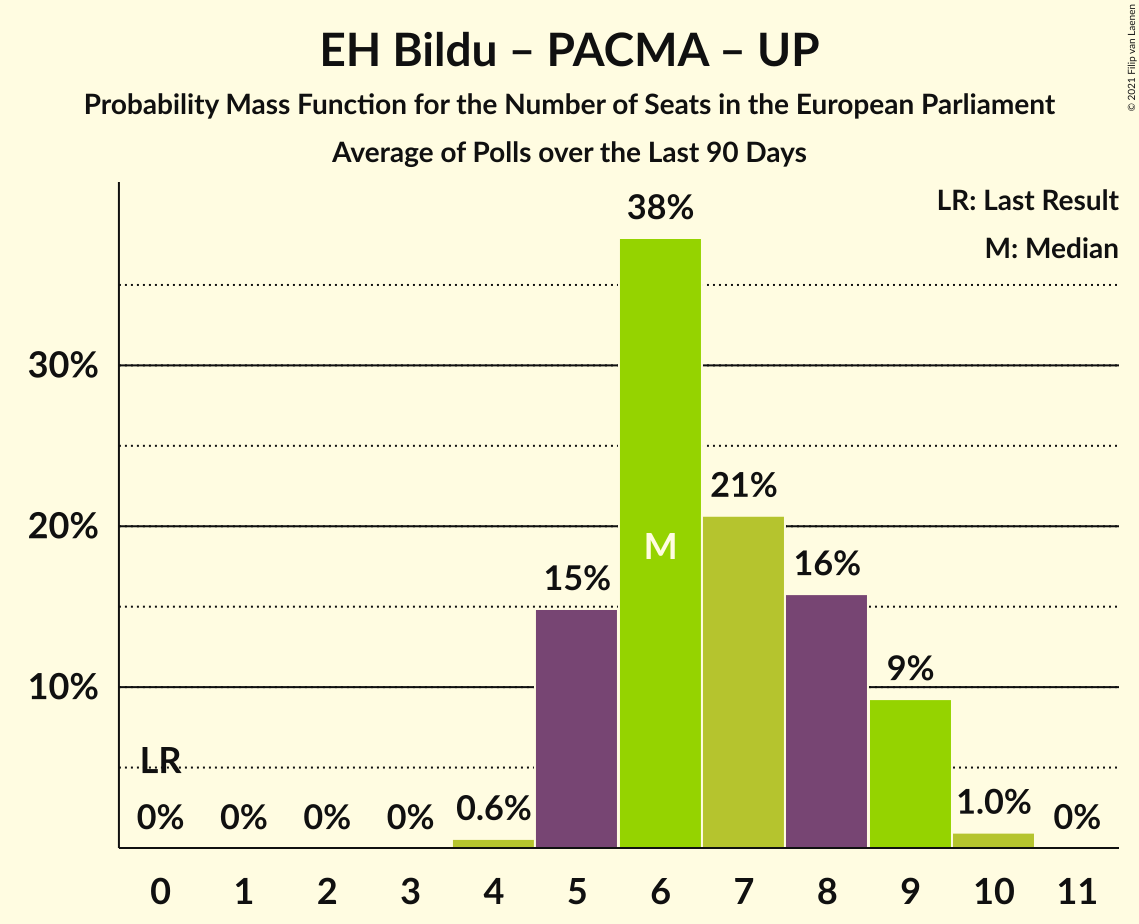 EH Bildu – PACMA – UP
Probability Mass Function for the Number of Seats in the European Parliament
Average of Polls over the Last 90 Days
© 2021 Filip van Laenen
LR: Last Result
M: Median
38%
30%
21%
20%
M
16%
15%
9%
10%
LR
0%
0%
0%
0%
0.6%
1.0%
0%
0 1 2 3 4 5 6 7 8 9 10 11